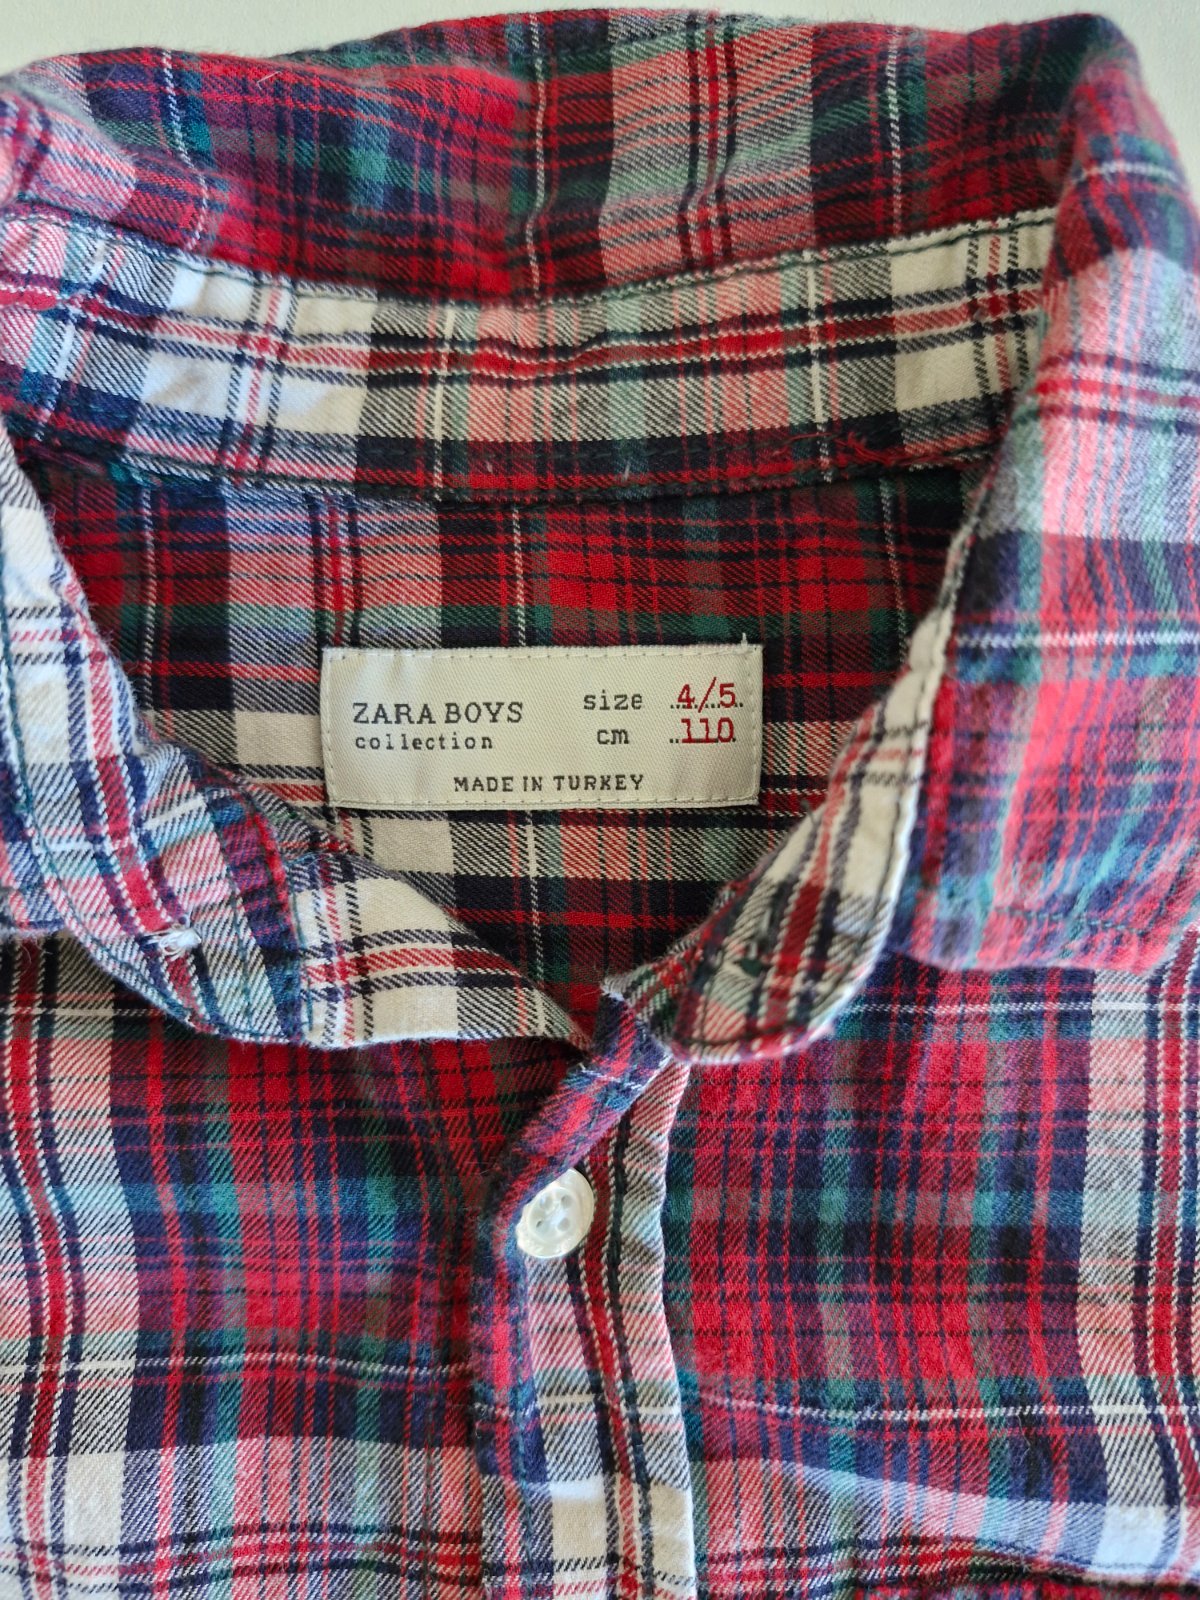 ZARA BOYS
collection
size 4/5
cm 110
MADE IN TURKEY